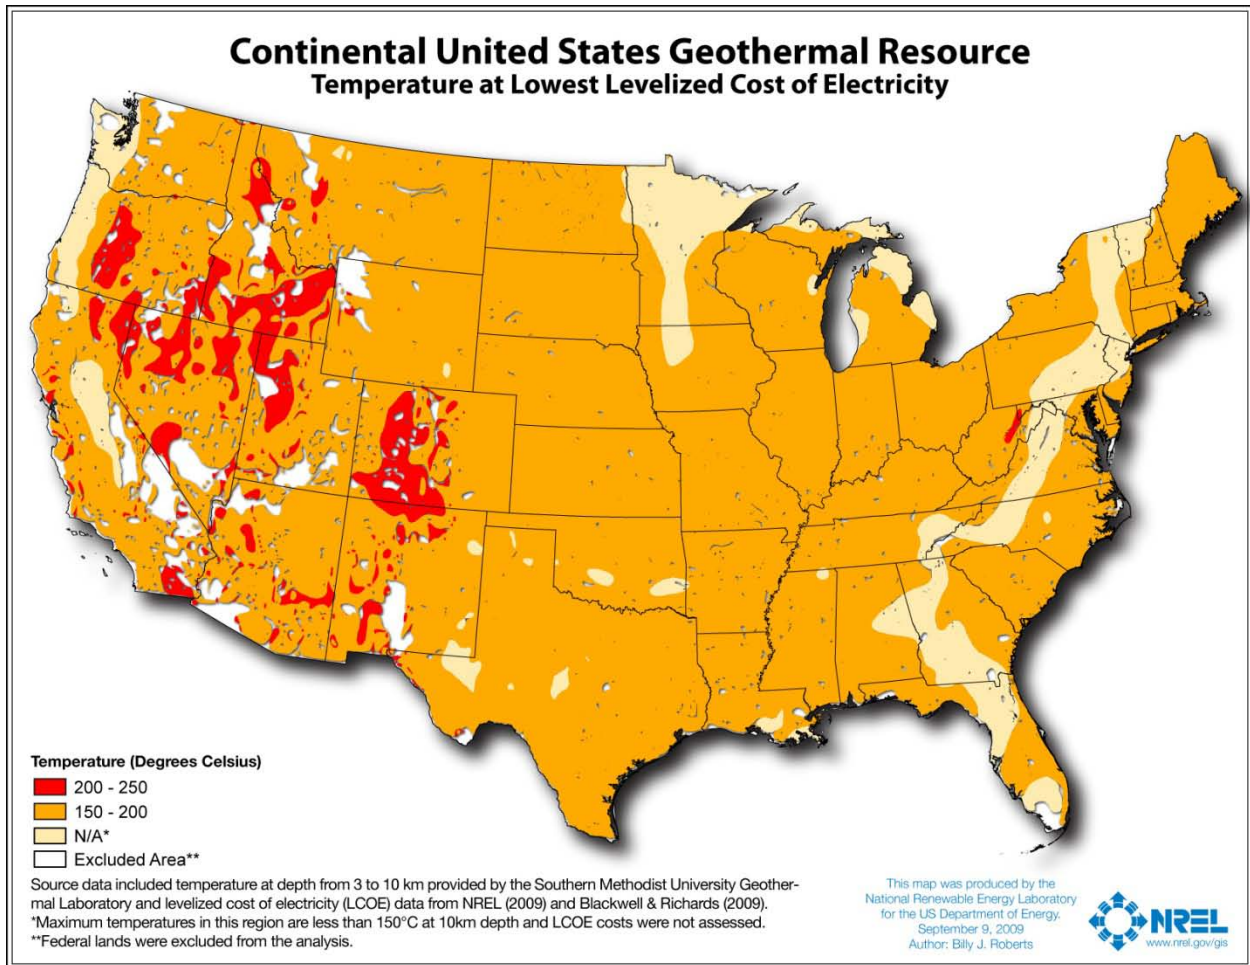 Continental United States Geothermal Resource
Temperature at Lowest Levelized Cost of Electricity
Temperature (Degrees Celsius)
200 - 250
150 - 200
N/A*
Excluded Area**
Source data included temperature at depth from 3 to 10 km provided by the Southern Methodist University Geother-
mal Laboratory and levelized cost of electricity (LCOE) data from NREL (2009) and Blackwell & Richards (2009).
*Maximum temperatures in this region are less than 150°C at 10km depth and LCOE costs were not assessed.
**Federal lands were excluded from the analysis.
This map was produced by the
National Renewable Energy Laboratory
for the US Department of Energy.
September 9, 2009
Author: Billy J. Roberts
NREL
www.nrel.gov/gis